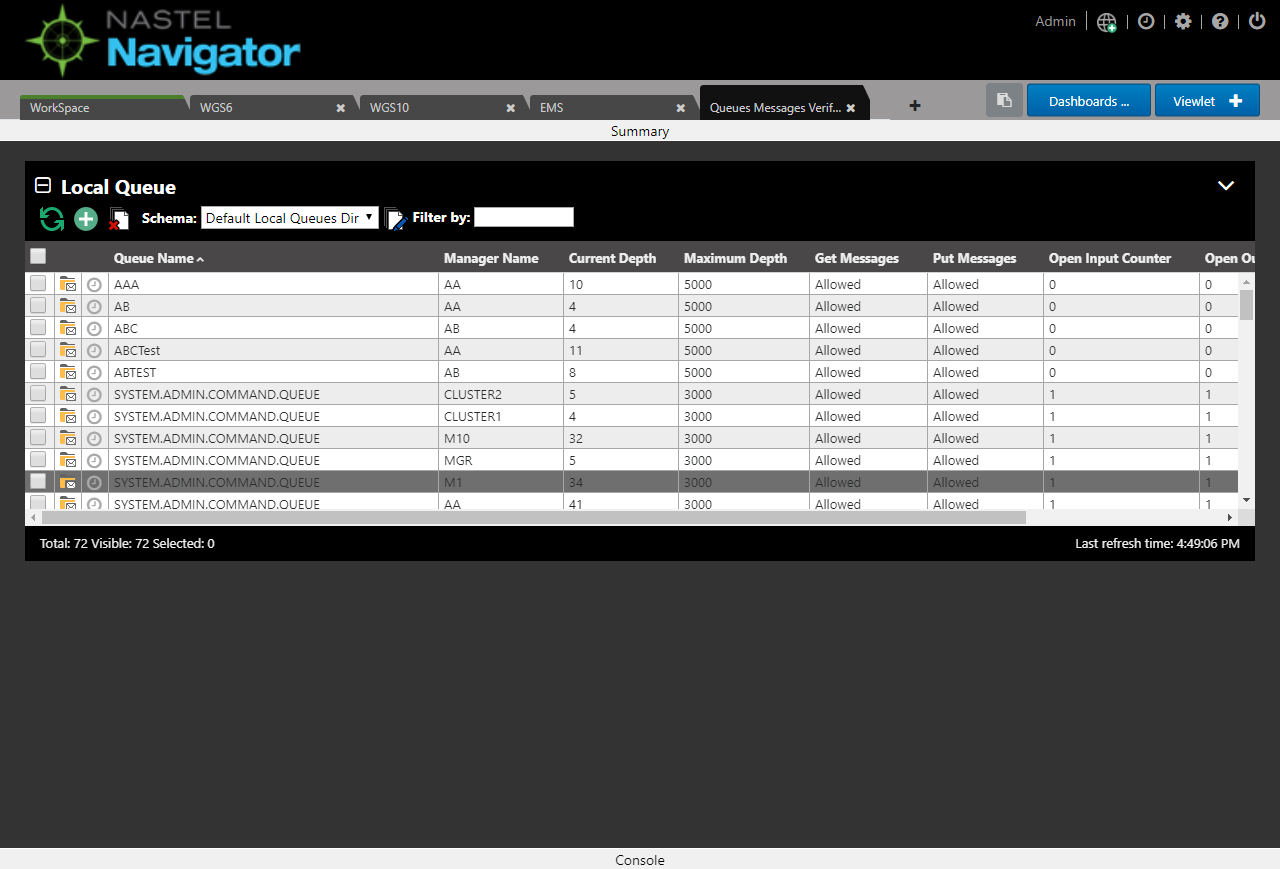 NASTEL
Navigator
Admin
WorkSpace WGS6 WGS10 EMS Queues Messages Verif... Dashboards ... Viewlet
Summary
Local Queue
Schema: Default Local Queues Dir Filter by:
Queue Name Manager Name Current Depth Maximum Depth Get Messages Put Messages Open Input Counter Open Ou
AAA AA 10 5000 Allowed Allowed 0 0
AB AA 4 5000 Allowed Allowed 0 0
ABC AB 4 5000 Allowed Allowed 0 0
ABCTest AA 11 5000 Allowed Allowed 0 0
ABTEST AB 8 5000 Allowed Allowed 0 0
SYSTEM.ADMIN.COMMAND.QUEUE CLUSTER2 5 3000 Allowed Allowed 1 1
SYSTEM.ADMIN.COMMAND.QUEUE CLUSTER1 4 3000 Allowed Allowed 1 1
SYSTEM.ADMIN.COMMAND.QUEUE M10 32 3000 Allowed Allowed 1 1
SYSTEM.ADMIN.COMMAND.QUEUE MGR 5 3000 Allowed Allowed 1 1
SYSTEM.ADMIN.COMMAND.QUEUE M1 34 3000 Allowed Allowed 1 1
SYSTEM.ADMIN.COMMAND.QUEUE AA 41 3000 Allowed Allowed 1 1
Total: 72 Visible: 72 Selected: 0 Last refresh time: 4:49:06 PM
Console